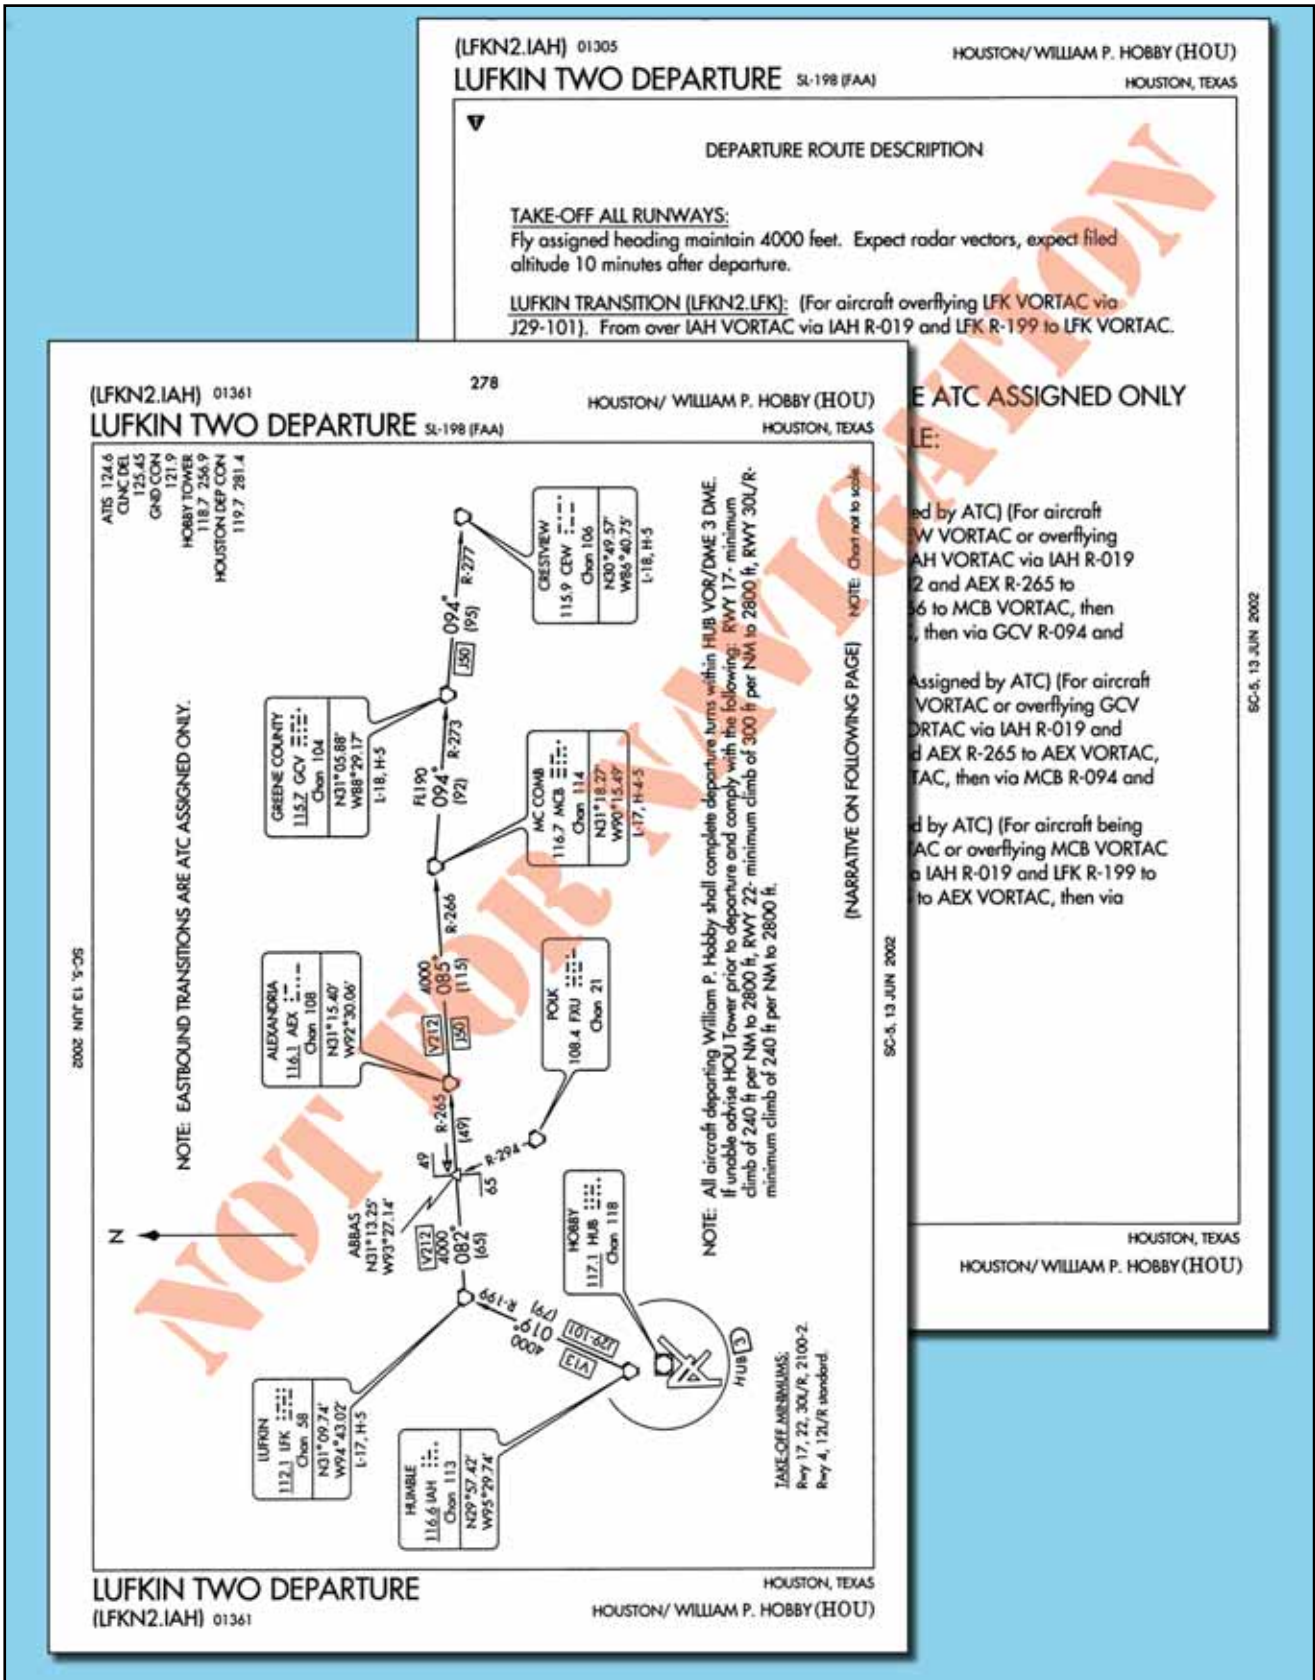 (LFKN2.IAH) 01305
HOUSTON/ WILLIAM P. HOBBY (HOU)
LUFKIN TWO DEPARTURE SL-198 (FAA)
HOUSTON, TEXAS
T
DEPARTURE ROUTE DESCRIPTION
TAKE-OFF ALL RUNWAYS:
Fly assigned heading maintain 4000 feet. Expect radar vectors, expect filed
altitude 10 minutes after departure.
LUFKIN TRANSITION (LFKN2.LFK): (For aircraft overflying LFK VORTAC via
J29-101). From over IAH VORTAC via IAH R-019 and LFK R-199 to LFK VORTAC.
E ATC ASSIGNED ONLY
LE:
ed by ATC) (For aircraft
EW VORTAC or overflying
AH VORTAC via IAH R-019
2 and AEX R-265 to
66 to MCB VORTAC, then
, then via GCV R-094 and
Assigned by ATC) (For aircraft
VORTAC or overflying GCV
ORTAC via IAH R-019 and
d AEX R-265 to AEX VORTAC,
TAC, then via MCB R-094 and
d by ATC) (For aircraft being
AC or overflying MCB VORTAC
a IAH R-019 and LFK R-199 to
to AEX VORTAC, then via
SC-5, 13 JUN 2002
HOUSTON, TEXAS
HOUSTON/ WILLIAM P. HOBBY (HOU)
(LFKN2.IAH) 01361
278
HOUSTON/ WILLIAM P. HOBBY (HOU)
LUFKIN TWO DEPARTURE SL-198 (FAA)
HOUSTON, TEXAS
ATIS 124.6
CLNC DEL
125.45
GND CON
121.9
HOBBY TOWER
118.7 256.9
HOUSTON DEP CON
119.7 281.4
NOTE: EASTBOUND TRANSITIONS ARE ATC ASSIGNED ONLY.
N
CRESTVIEW
115.9 CEW
Chan 106
N30°49.57'
W86°40.75'
L-18, H-5
R-277
094°
(95)
J50
GREENE COUNTY
115.7 GCV
Chan 104
N31°05.88'
W88°29.17'
L-18, H-5
R-273
FL190
094°
(92)
MC COMB
116.7 MCB
Chan 114
N31°18.27'
W90°15.49'
L-17, H-4-5
R-266
4000
085°
(115)
V212
J50
ALEXANDRIA
116.1 AEX
Chan 108
N31°15.40'
W92°30.06'
R-265
(49)
49
65
POLK
108.4 FXU
Chan 21
R-294
ABBAS
N31°13.25'
W93°27.14'
V212
4000
082°
(65)
LUFKIN
112.1 LFK
Chan 58
N31°09.74'
W94°43.02'
L-17, H-5
R-199
4000
019°
(79)
V13
J29-101
HUMBLE
116.6 IAH
Chan 113
N29°57.42'
W95°29.74'
HOBBY
117.1 HUB
Chan 118
HUB 3
TAKE-OFF MINIMUMS:
Rwy 17, 22, 30L/R, 2100-2.
Rwy 4, 12L/R standard.
NOTE: All aircraft departing William P. Hobby shall complete departure turns within HUB VOR/DME 3 DME.
If unable advise HOU Tower prior to departure and comply with the following: RWY 17- minimum
climb of 240 ft per NM to 2800 ft, RWY 22- minimum climb of 300 ft per NM to 2800 ft, RWY 30L/R-
minimum climb of 240 ft per NM to 2800 ft.
(NARRATIVE ON FOLLOWING PAGE)
NOTE: Chart not to scale.
SC-5, 13 JUN 2002
SC-5, 13 JUN 2002
LUFKIN TWO DEPARTURE
(LFKN2.IAH) 01361
HOUSTON, TEXAS
HOUSTON/ WILLIAM P. HOBBY (HOU)
NOT FOR NAVIGATION